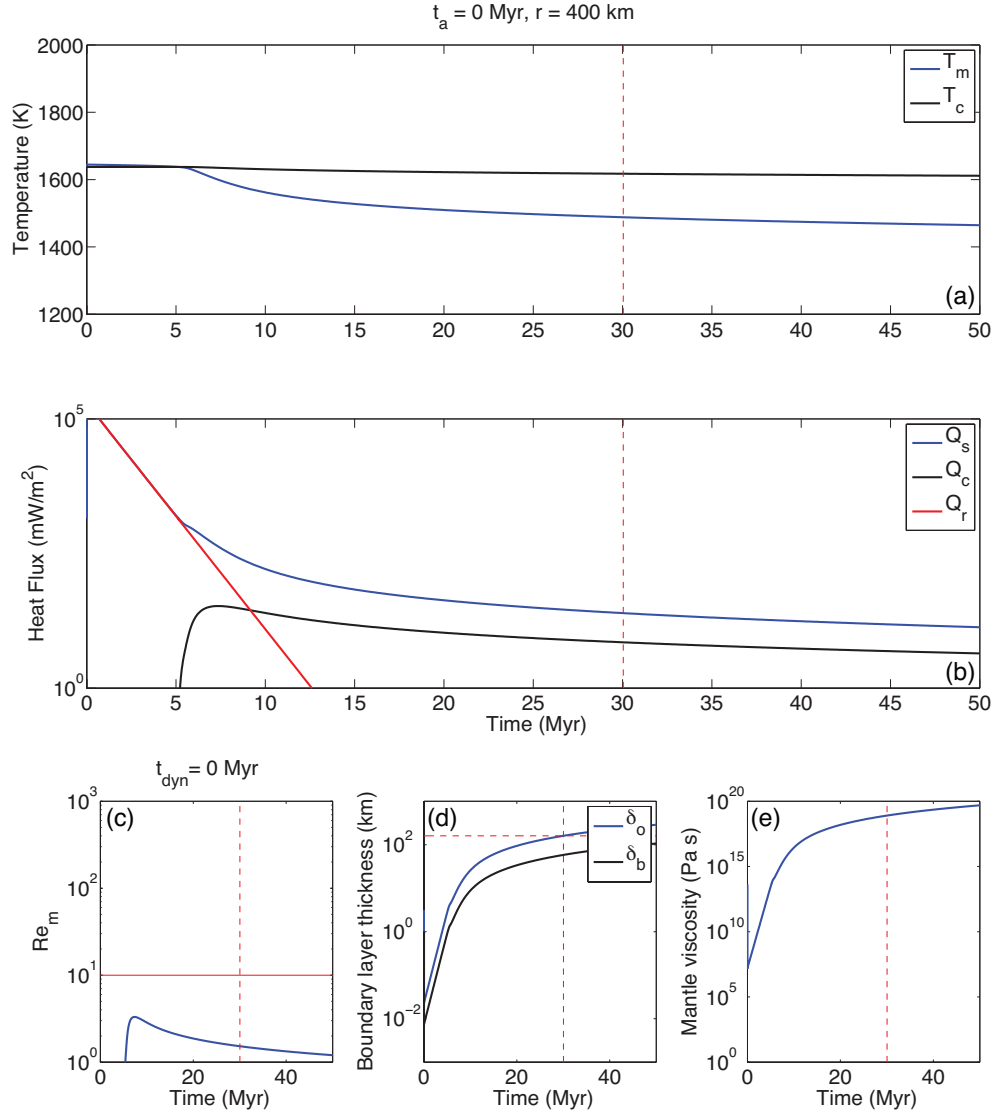 t_a = 0 Myr, r = 400 km
2000
1800
1600
1400
1200
Temperature (K)
T_m
T_c
(a)
0 5 10 15 20 25 30 35 40 45 50
10^5
10^0
Heat Flux (mW/m^2)
Q_s
Q_c
Q_r
(b)
0 5 10 15 20 25 30 35 40 45 50
Time (Myr)
t_dyn = 0 Myr
(c)
10^3
10^2
10^1
10^0
Re_m
0 20 40
Time (Myr)
(d)
10^2
10^0
10^-2
Boundary layer thickness (km)
δ_o
δ_b
0 20 40
Time (Myr)
(e)
10^20
10^15
10^10
10^5
10^0
Mantle viscosity (Pa s)
0 20 40
Time (Myr)